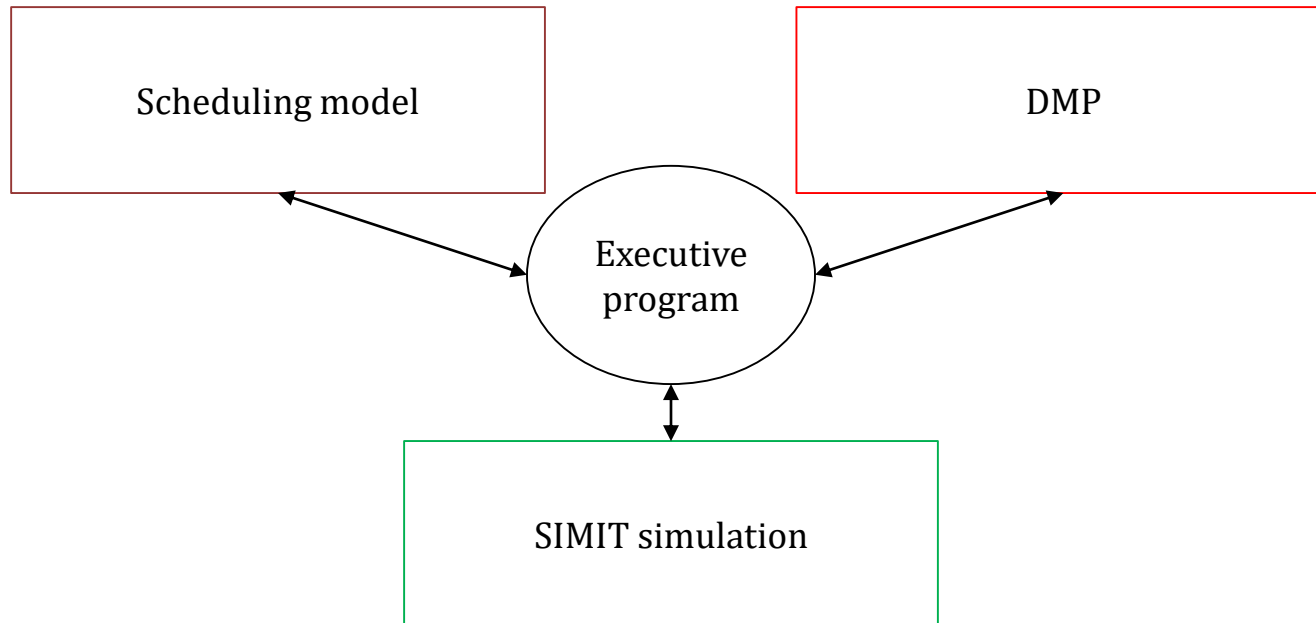 Scheduling model
DMP
Executive
program
SIMIT simulation